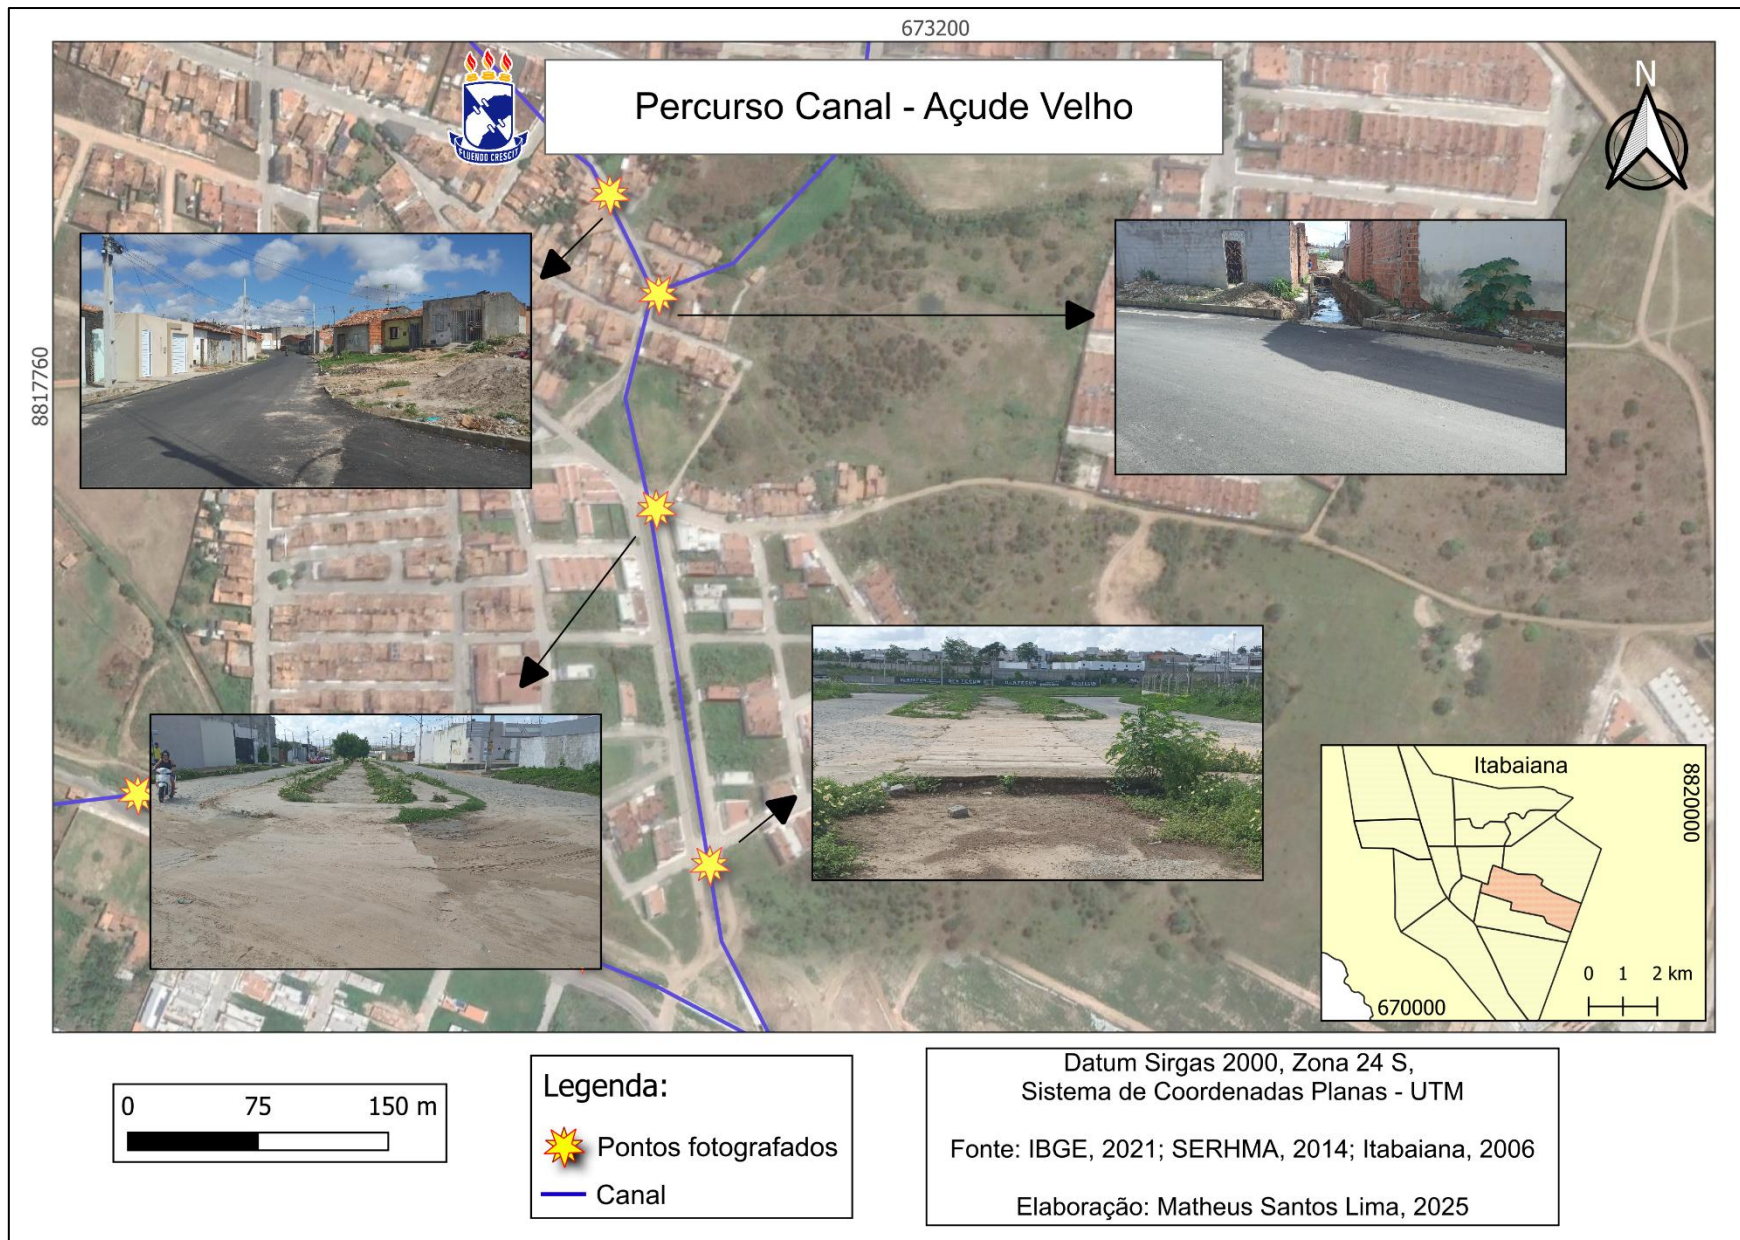 673200
Percurso Canal - Açude Velho
N
FLUENDO CRESCIT
8817760
Itabaiana
8820000
0 1 2 km
670000
0 75 150 m
Legenda:
Pontos fotografados
Canal
Datum Sirgas 2000, Zona 24 S,
Sistema de Coordenadas Planas - UTM
Fonte: IBGE, 2021; SERHMA, 2014; Itabaiana, 2006
Elaboração: Matheus Santos Lima, 2025